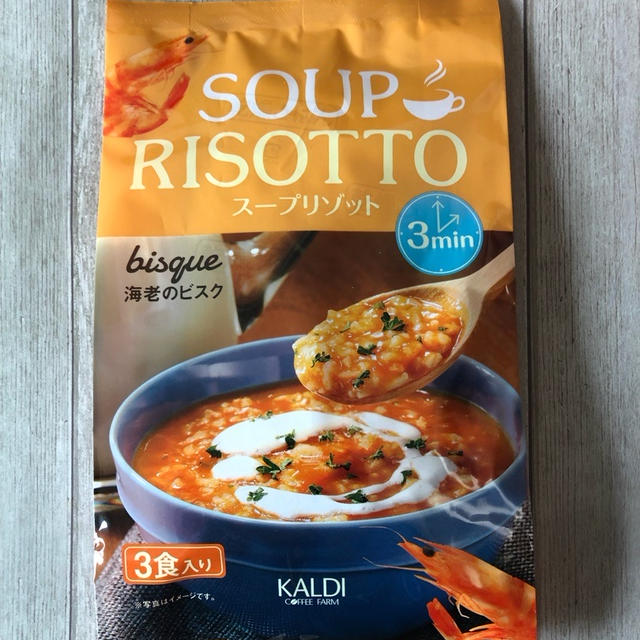 SOUP
RISOTTO
スープリゾット
3min
bisque
海老のビスク
3食入り
※写真はイメージです。
KALDI
COFFEE FARM